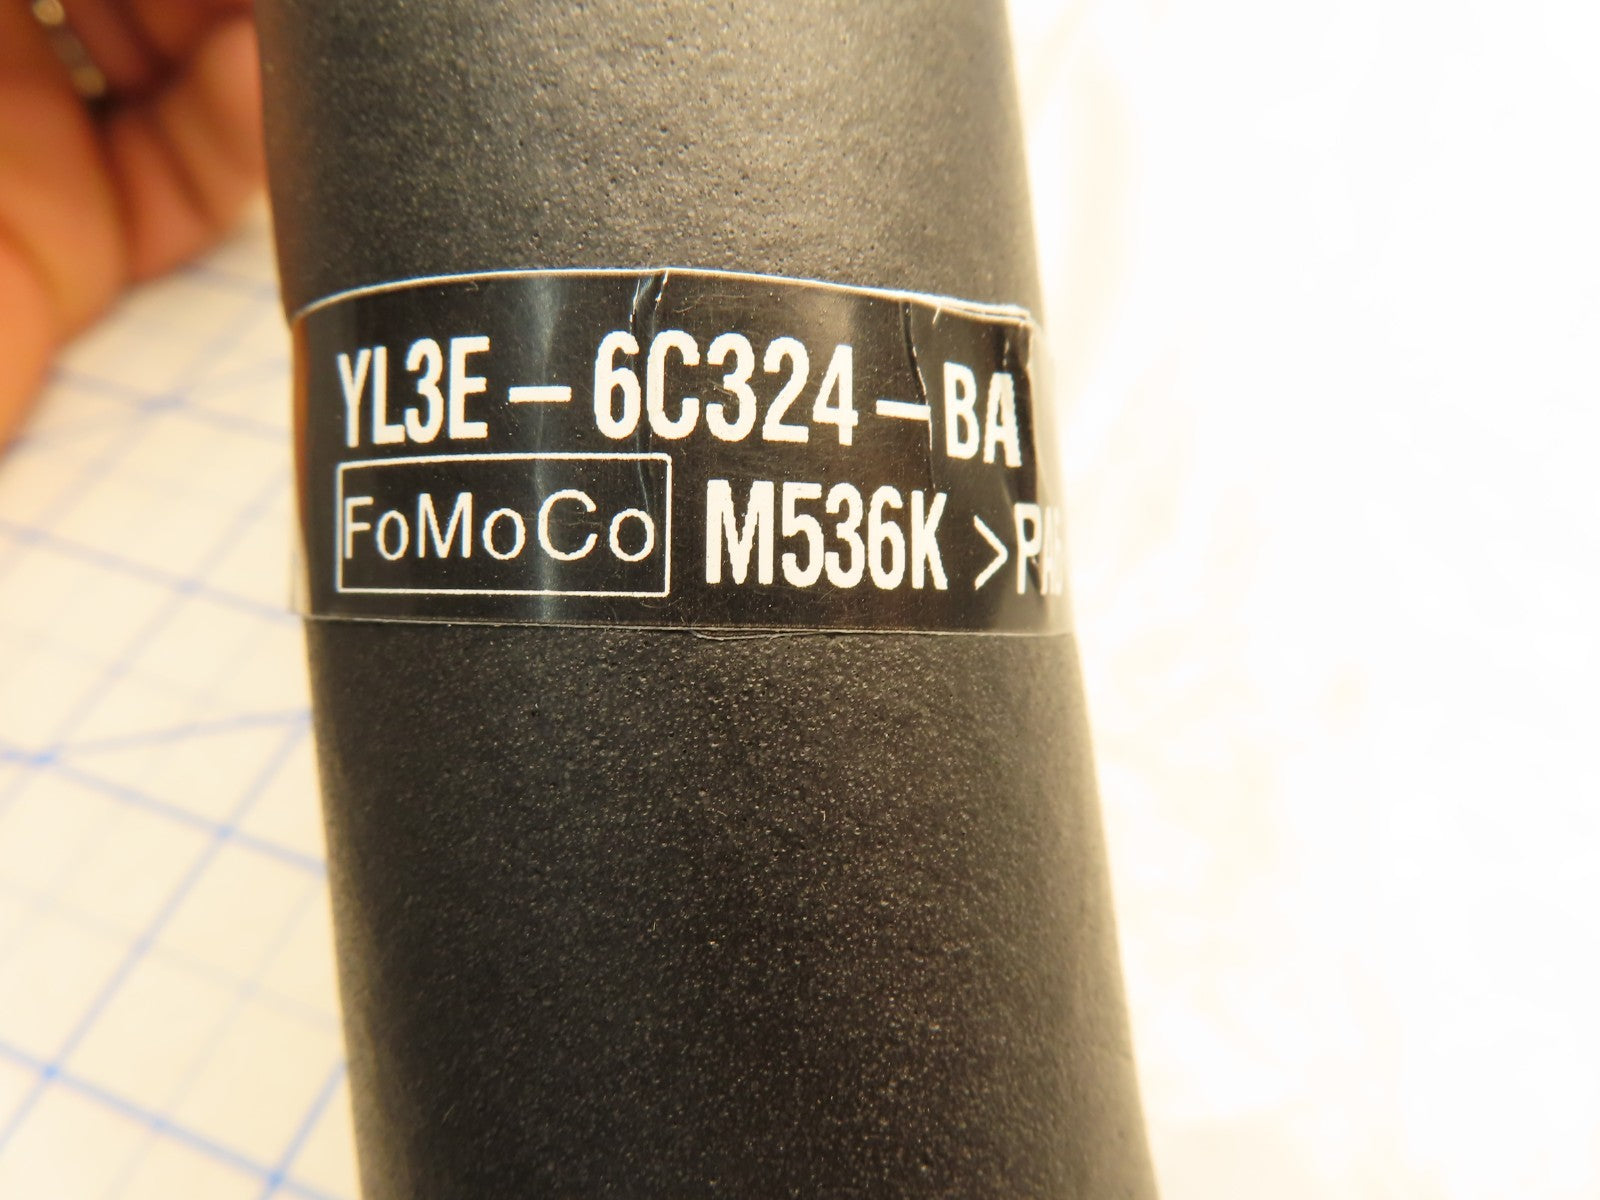 YL3E - 6C324 - BA
FoMoCo M536K